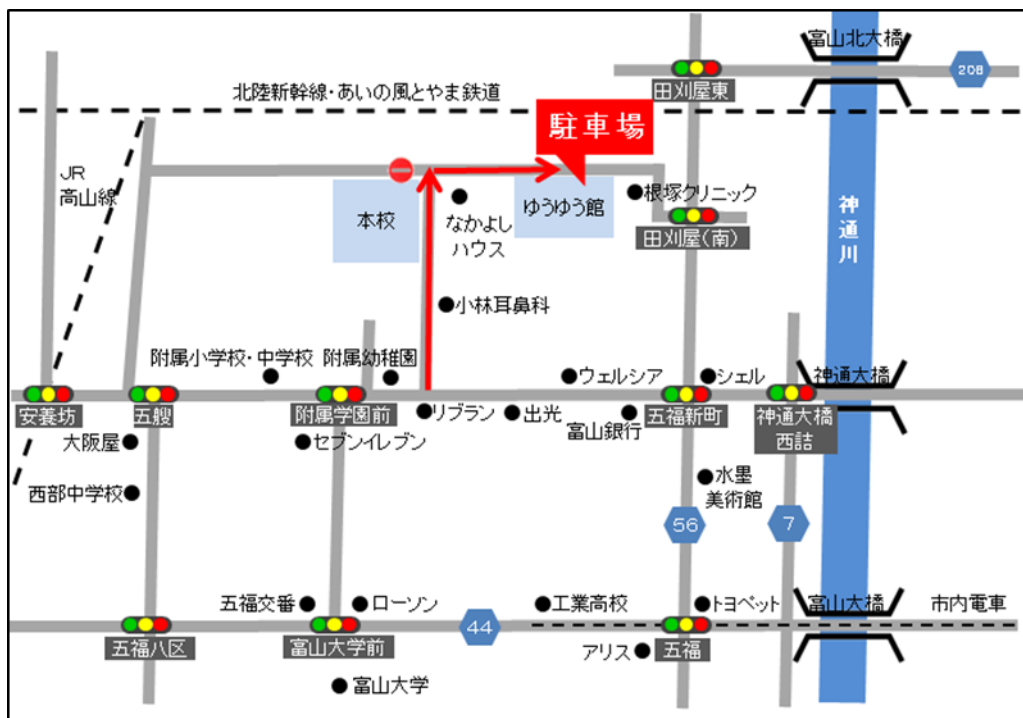 富山北大橋
208
田刈屋東
北陸新幹線・あいの風とやま鉄道
駐車場
JR
高山線
本校
なかよし
ハウス
ゆうゆう館
根塚クリニック
田刈屋(南)
神通川
小林耳鼻科
附属小学校・中学校
附属幼稚園
ウェルシア
シェル
神通大橋
安養坊
五艘
附属学園前
リブラン
出光
富山銀行
五福新町
神通大橋
西詰
大阪屋
セブンイレブン
西部中学校
水墨
美術館
56
7
五福交番
ローソン
44
工業高校
トヨペット
富山大橋
市内電車
五福八区
富山大学前
アリス
五福
富山大学